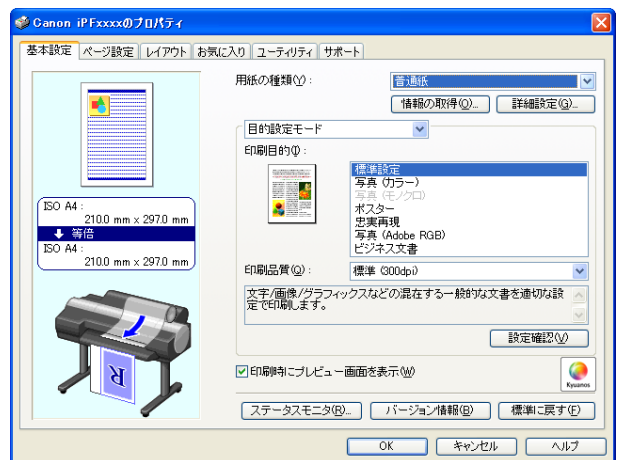 Canon iPFxxxxのプロパティ
基本設定 ページ設定 レイアウト お気に入り ユーティリティ サポート
用紙の種類(Y) : 普通紙
情報の取得(Q)... 詳細設定(G)...
目的設定モード
印刷目的(I) :
標準設定
写真 (カラー)
写真 (モノクロ)
ポスター
忠実再現
写真 (Adobe RGB)
ビジネス文書
ISO A4 :
210.0 mm x 297.0 mm
等倍
ISO A4 :
210.0 mm x 297.0 mm
印刷品質(Q) : 標準 (300dpi)
文字/画像/グラフィックスなどの混在する一般的な文書を適切な設
定で印刷します。
設定確認(V)
R
印刷時にプレビュー画面を表示(W)
Kyuanos
ステータスモニタ(R)... バージョン情報(B) 標準に戻す(F)
OK キャンセル ヘルプ